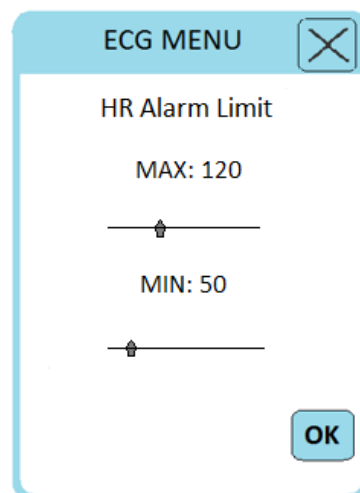 ECG MENU
HR Alarm Limit
MAX: 120
MIN: 50
OK